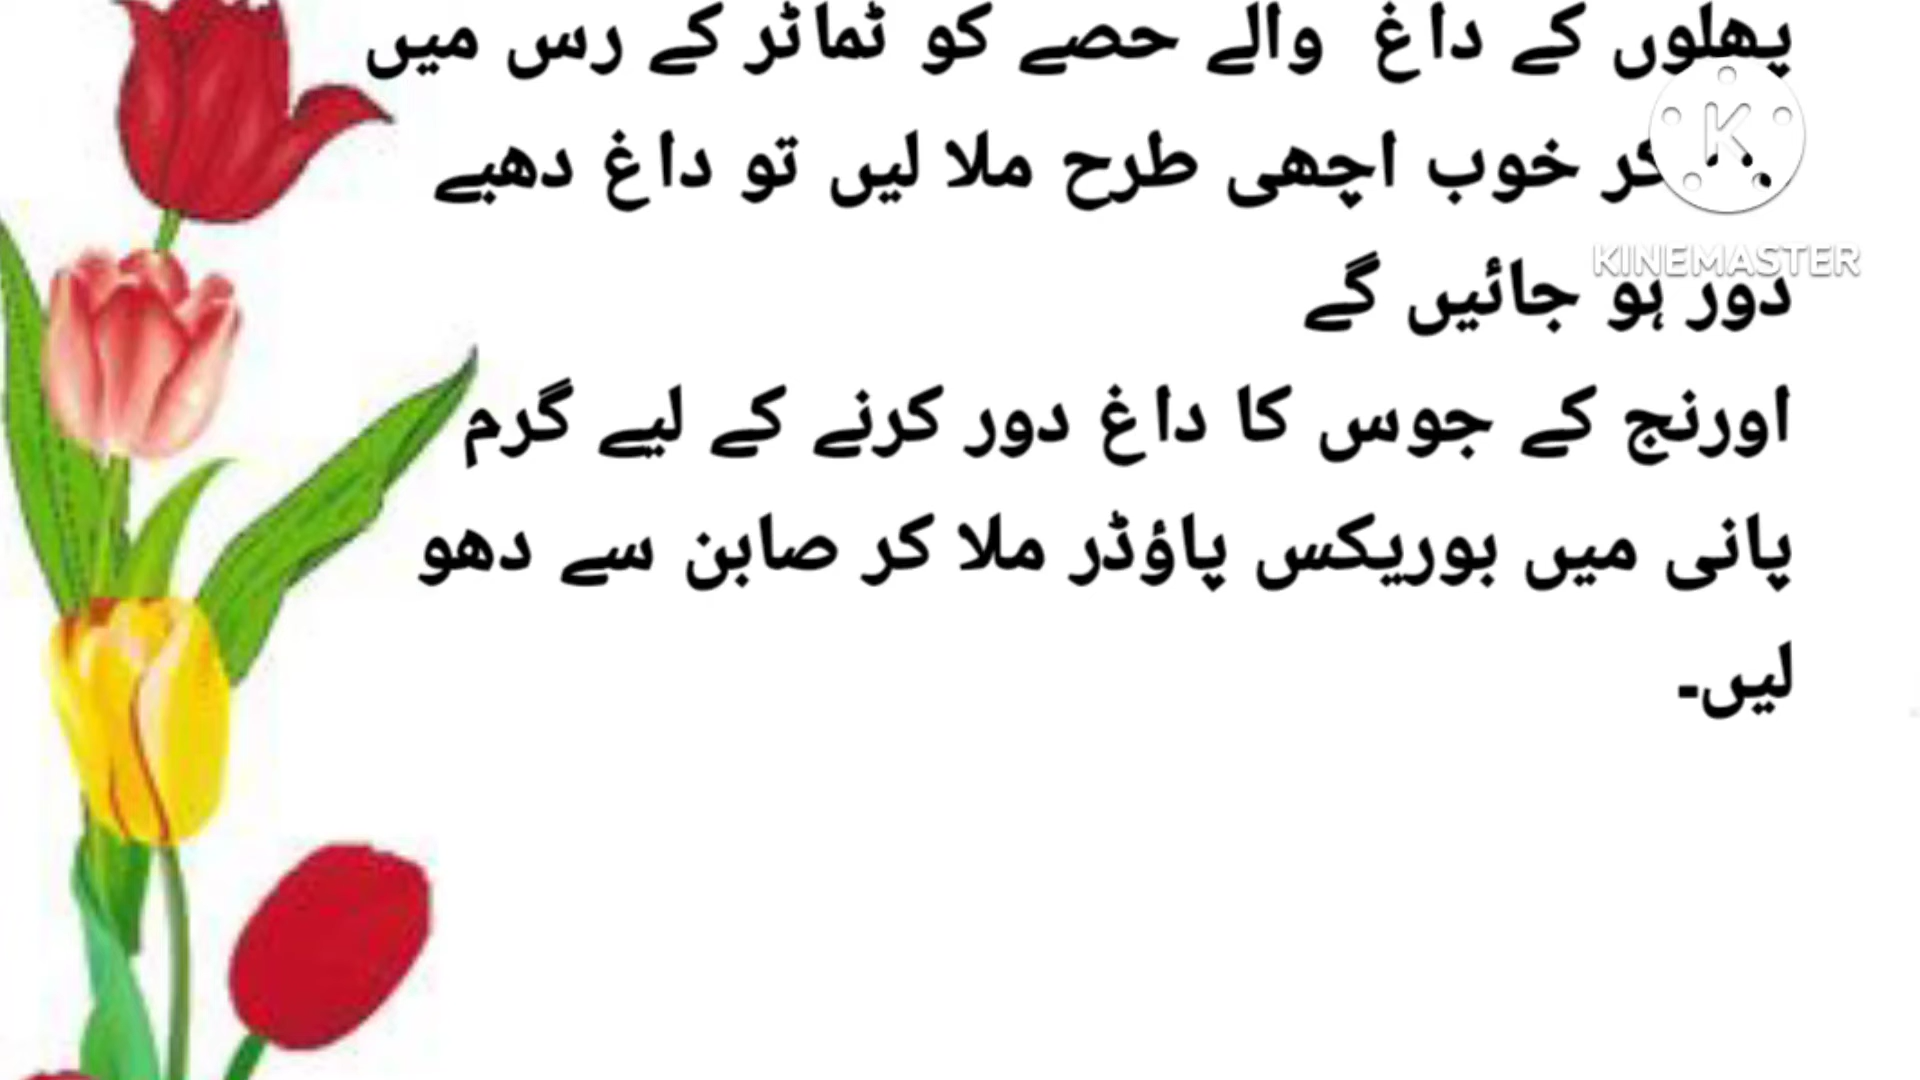 پھلوں کے داغ والے حصے کو ٹماٹر کے رس میں
کر خوب اچھی طرح ملا لیں تو داغ دھبے
دور ہو جائیں گے
اورنج کے جوس کا داغ دور کرنے کے لیے گرم
پانی میں بوریکس پاؤڈر ملا کر صابن سے دھو
لیں۔
K
KINEMASTER